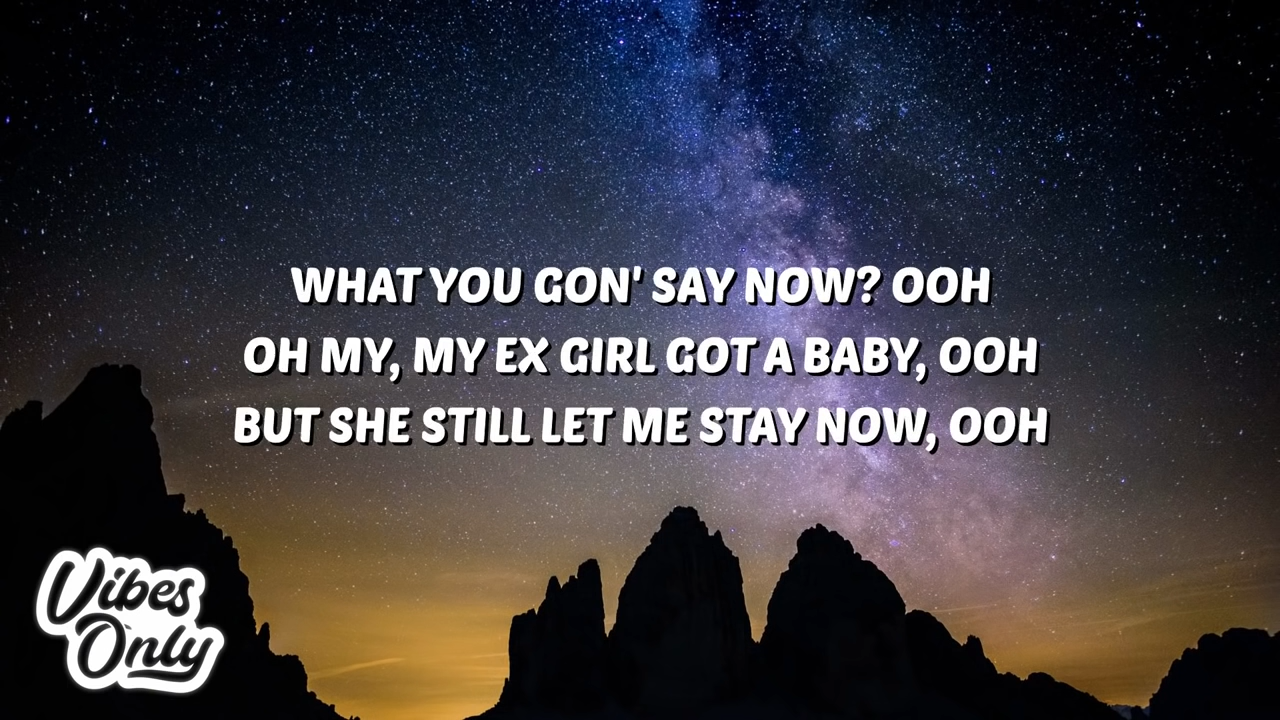 WHAT YOU GON' SAY NOW? OOH
OH MY, MY EX GIRL GOT A BABY, OOH
BUT SHE STILL LET ME STAY NOW, OOH
Vibes
Only